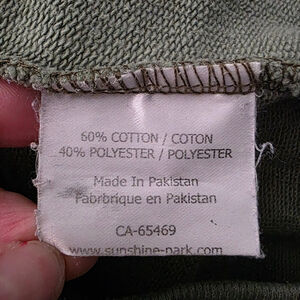 60% COTTON / COTON
40% POLYESTER / POLYESTER
Made In Pakistan
Fabrbrique en Pakistan
CA-65469
www.sunshine-park.com